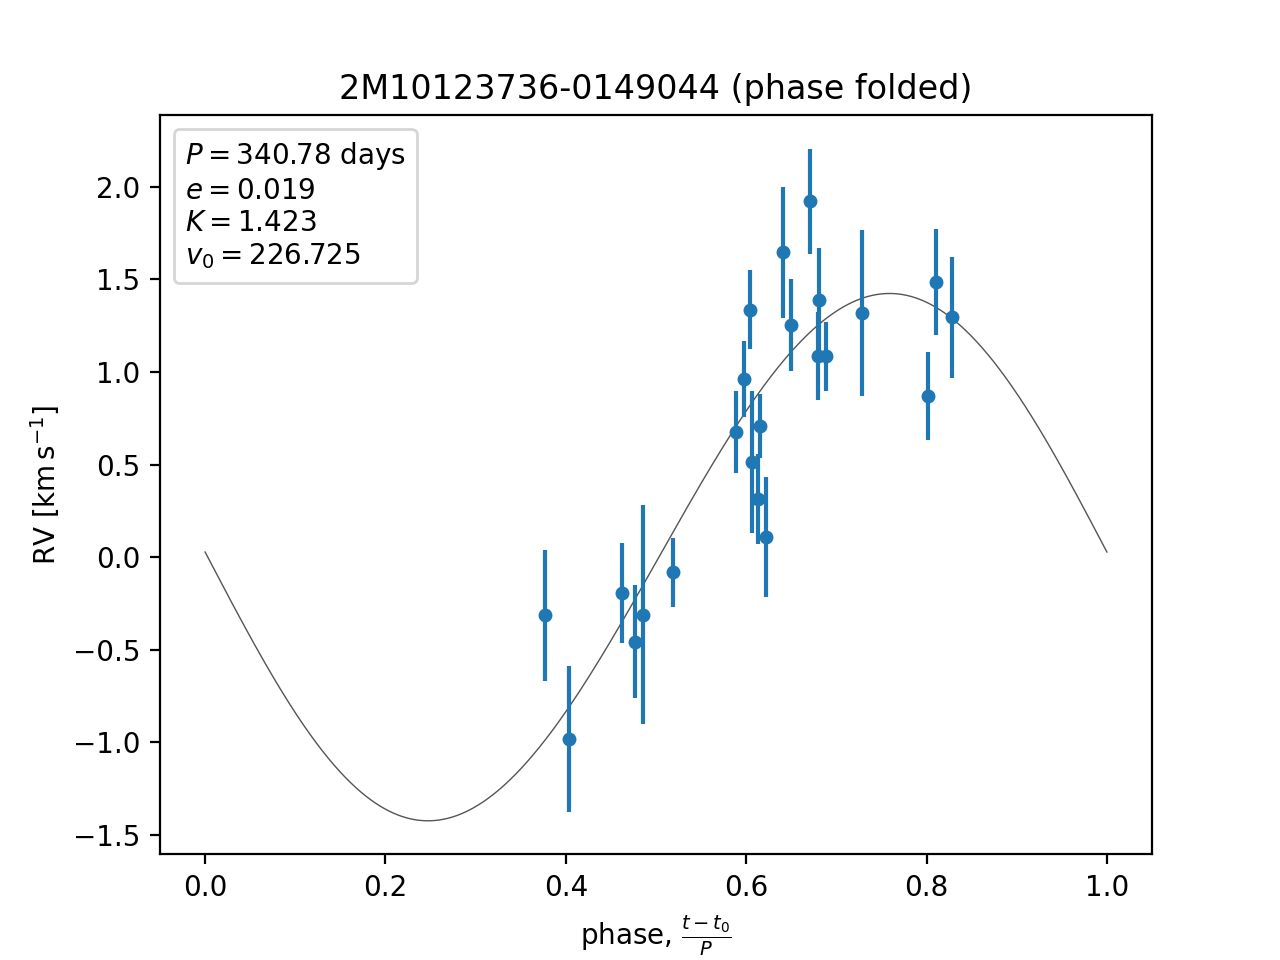 2M10123736-0149044 (phase folded)
P = 340.78 days
e = 0.019
K = 1.423
v₀ = 226.725
2.0
1.5
1.0
0.5
0.0
−0.5
−1.0
−1.5
RV [km s⁻¹]
0.0 0.2 0.4 0.6 0.8 1.0
phase, (t − t₀)/P